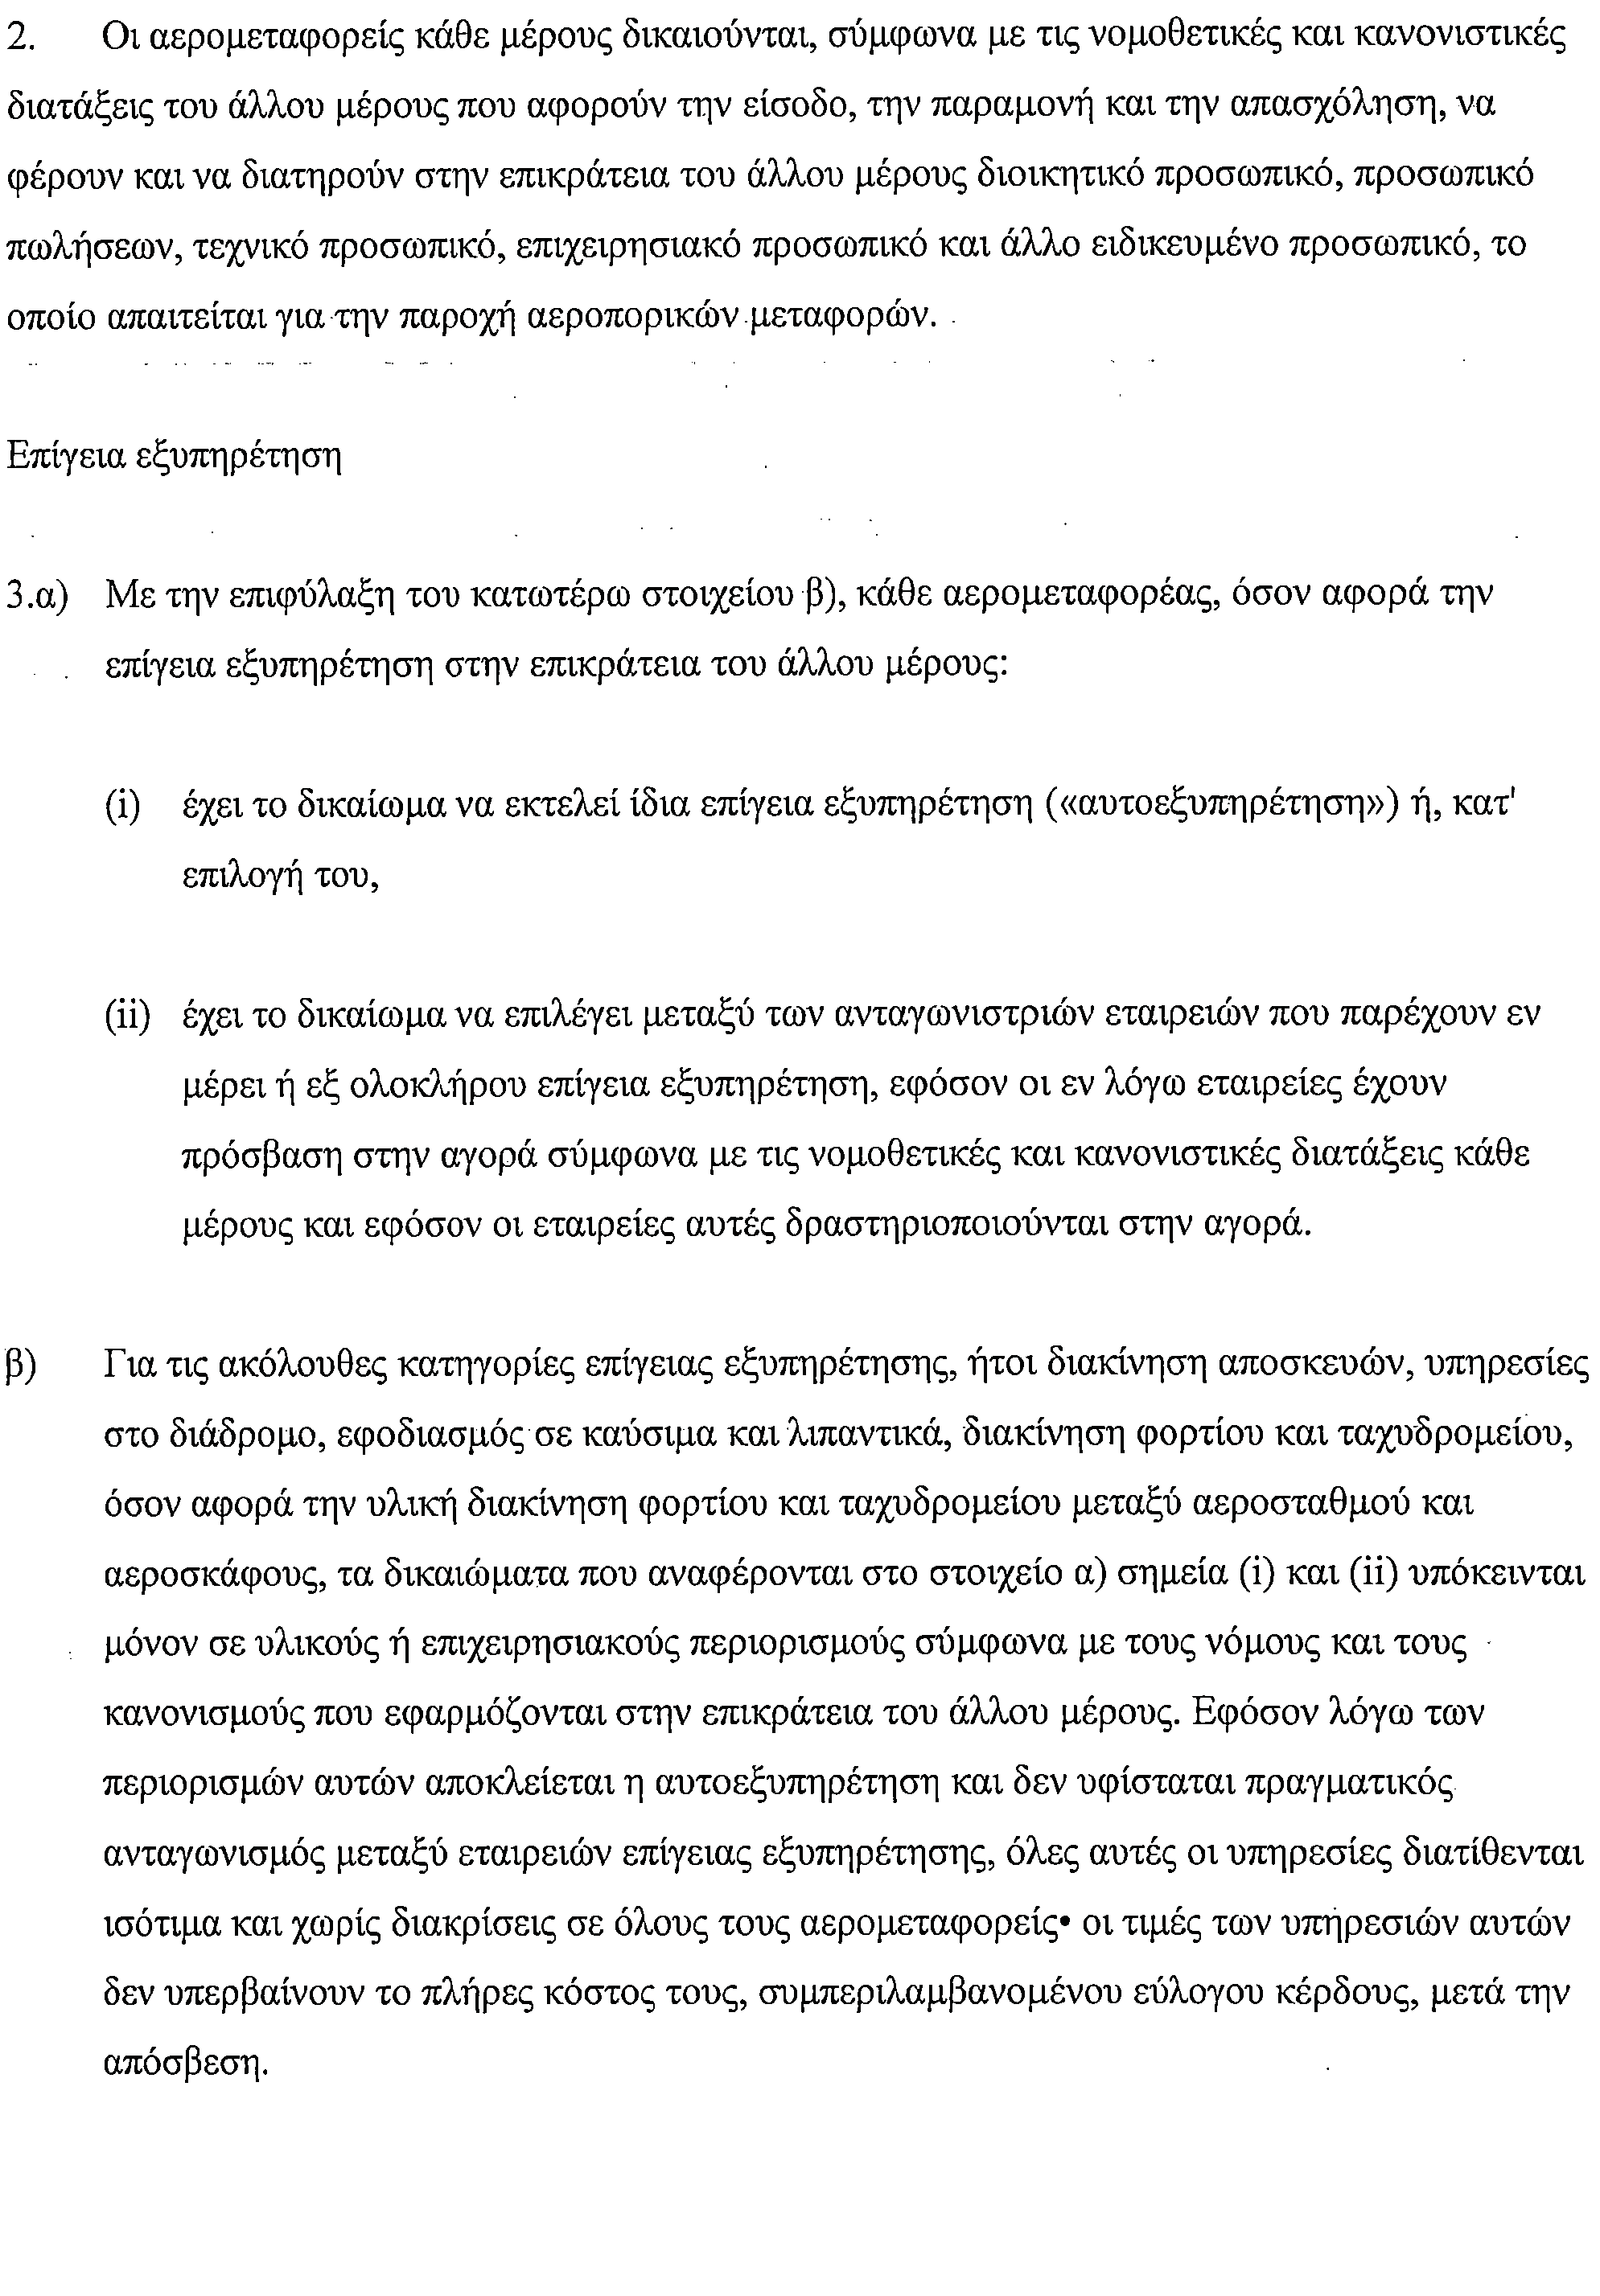 2. Οι αερομεταφορείς κάθε μέρους δικαιούνται, σύμφωνα με τις νομοθετικές και κανονιστικές
διατάξεις του άλλου μέρους που αφορούν την είσοδο, την παραμονή και την απασχόληση, να
φέρουν και να διατηρούν στην επικράτεια του άλλου μέρους διοικητικό προσωπικό, προσωπικό
πωλήσεων, τεχνικό προσωπικό, επιχειρησιακό προσωπικό και άλλο ειδικευμένο προσωπικό, το
οποίο απαιτείται για την παροχή αεροπορικών μεταφορών.
Επίγεια εξυπηρέτηση
3.α) Με την επιφύλαξη του κατωτέρω στοιχείου β), κάθε αερομεταφορέας, όσον αφορά την
επίγεια εξυπηρέτηση στην επικράτεια του άλλου μέρους:
(i) έχει το δικαίωμα να εκτελεί ίδια επίγεια εξυπηρέτηση («αυτοεξυπηρέτηση») ή, κατ'
επιλογή του,
(ii) έχει το δικαίωμα να επιλέγει μεταξύ των ανταγωνιστριών εταιρειών που παρέχουν εν
μέρει ή εξ ολοκλήρου επίγεια εξυπηρέτηση, εφόσον οι εν λόγω εταιρείες έχουν
πρόσβαση στην αγορά σύμφωνα με τις νομοθετικές και κανονιστικές διατάξεις κάθε
μέρους και εφόσον οι εταιρείες αυτές δραστηριοποιούνται στην αγορά.
β) Για τις ακόλουθες κατηγορίες επίγειας εξυπηρέτησης, ήτοι διακίνηση αποσκευών, υπηρεσίες
στο διάδρομο, εφοδιασμός σε καύσιμα και λιπαντικά, διακίνηση φορτίου και ταχυδρομείου,
όσον αφορά την υλική διακίνηση φορτίου και ταχυδρομείου μεταξύ αεροσταθμού και
αεροσκάφους, τα δικαιώματα που αναφέρονται στο στοιχείο α) σημεία (i) και (ii) υπόκεινται
μόνον σε υλικούς ή επιχειρησιακούς περιορισμούς σύμφωνα με τους νόμους και τους
κανονισμούς που εφαρμόζονται στην επικράτεια του άλλου μέρους. Εφόσον λόγω των
περιορισμών αυτών αποκλείεται η αυτοεξυπηρέτηση και δεν υφίσταται πραγματικός
ανταγωνισμός μεταξύ εταιρειών επίγειας εξυπηρέτησης, όλες αυτές οι υπηρεσίες διατίθενται
ισότιμα και χωρίς διακρίσεις σε όλους τους αερομεταφορείς• οι τιμές των υπηρεσιών αυτών
δεν υπερβαίνουν το πλήρες κόστος τους, συμπεριλαμβανομένου εύλογου κέρδους, μετά την
απόσβεση.